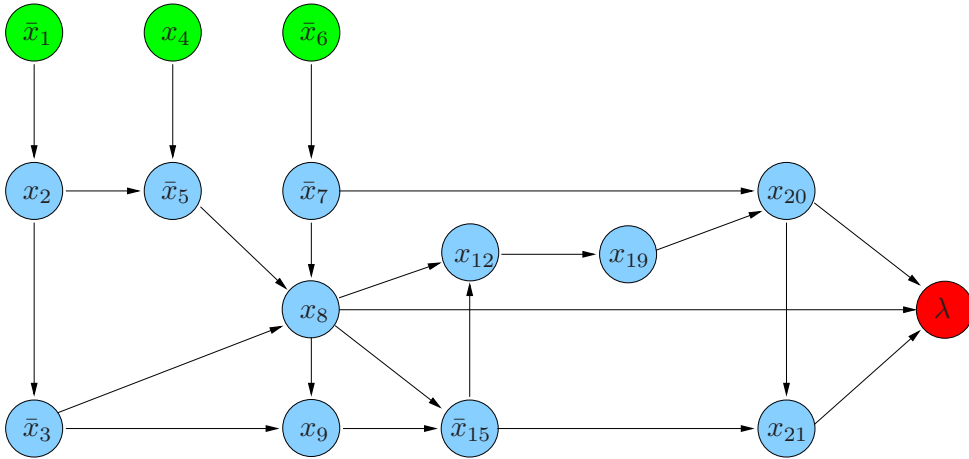 x̄₁ x₄ x̄₆
x₂ x̄₅ x̄₇ x₂₀
x₁₂ x₁₉
x₈ λ
x̄₃ x₉ x̄₁₅ x₂₁